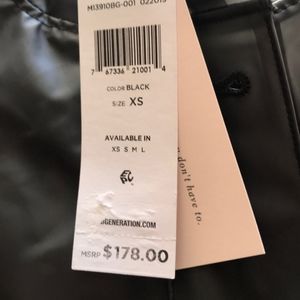 M13910BG-001 022015
7 67336 21001 4
COLOR BLACK
SIZE XS
AVAILABLE IN
XS S M L
GENERATION.COM
MSRP $178.00
don't have to.